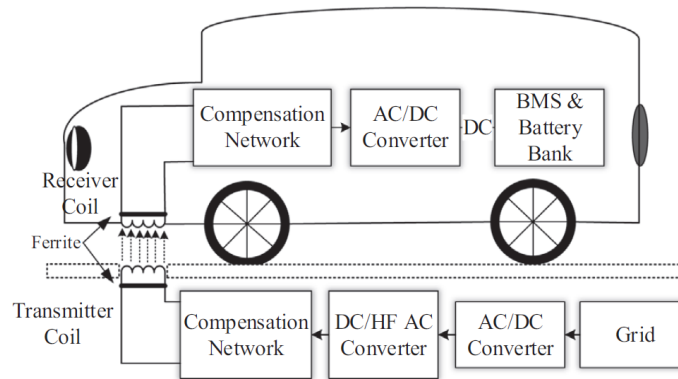 Compensation
Network
AC/DC
Converter
DC
BMS &
Battery
Bank
Receiver
Coil
Ferrite
Transmitter
Coil
Compensation
Network
DC/HF AC
Converter
AC/DC
Converter
Grid